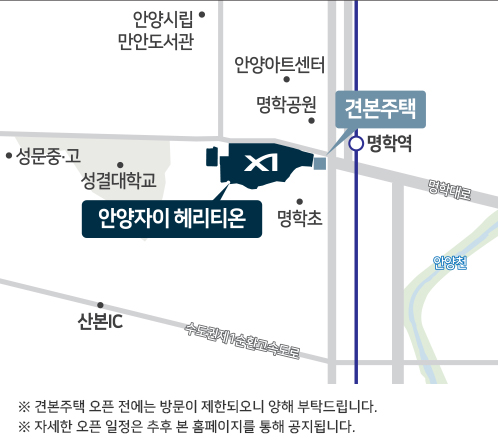 안양시립
만안도서관
안양아트센터
명학공원
견본주택
명학역
성문중·고
성결대학교
XI
명학대로
안양자이 헤리티온
명학초
안양천
산본IC
수도권제1순환고속도로
※ 견본주택 오픈 전에는 방문이 제한되오니 양해 부탁드립니다.
※ 자세한 오픈 일정은 추후 본 홈페이지를 통해 공지됩니다.